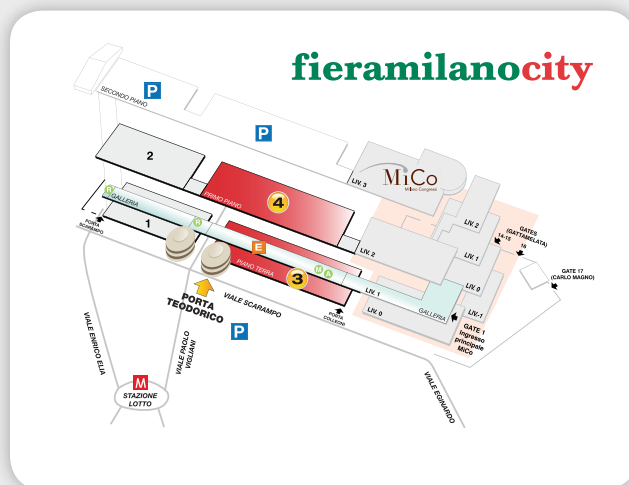 fieramilanocity
P
SECONDO PIANO
P
2
LIV. 3
MiCo
Milano Congressi
PRIMO PIANO
4
R
GALLERIA
LIV. 2
GATES
(GATTAMELATA)
14-15
16
PORTA
SCARAMPO
1
R
E
LIV. 2
LIV. 1
GATE 17
(CARLO MAGNO)
PIANO TERRA
3
M
A
LIV. 1
LIV. 0
GALLERIA
LIV. 0
LIV.-1
PORTA
TEODORICO
VIALE SCARAMPO
PORTA
COLLEONI
GATE 1
Ingresso
principale
MiCo
P
VIALE ENRICO ELIA
VIALE PAOLO
VIGLIANI
VIALE EGINARDO
M
STAZIONE
LOTTO